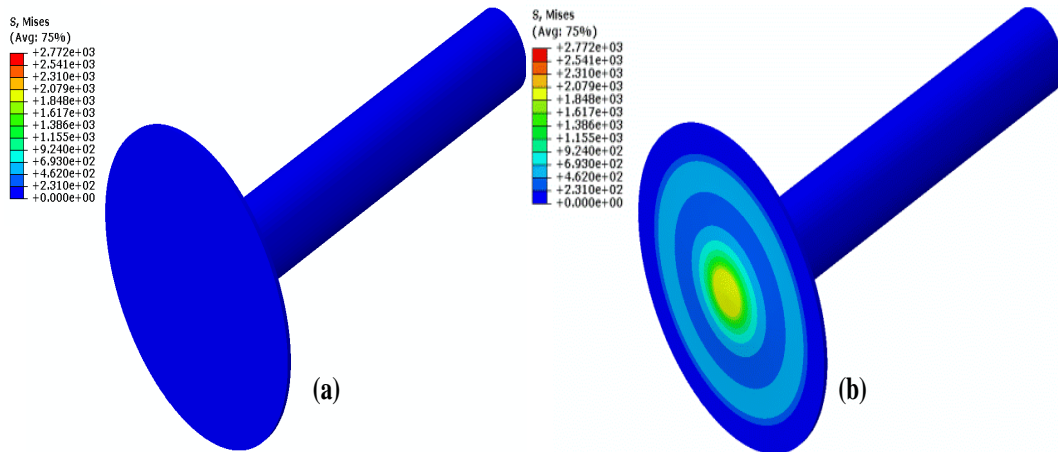 S, Mises
(Avg: 75%)
+2.772e+03
+2.541e+03
+2.310e+03
+2.079e+03
+1.848e+03
+1.617e+03
+1.386e+03
+1.155e+03
+9.240e+02
+6.930e+02
+4.620e+02
+2.310e+02
+0.000e+00
(a)
S, Mises
(Avg: 75%)
+2.772e+03
+2.541e+03
+2.310e+03
+2.079e+03
+1.848e+03
+1.617e+03
+1.386e+03
+1.155e+03
+9.240e+02
+6.930e+02
+4.620e+02
+2.310e+02
+0.000e+00
(b)